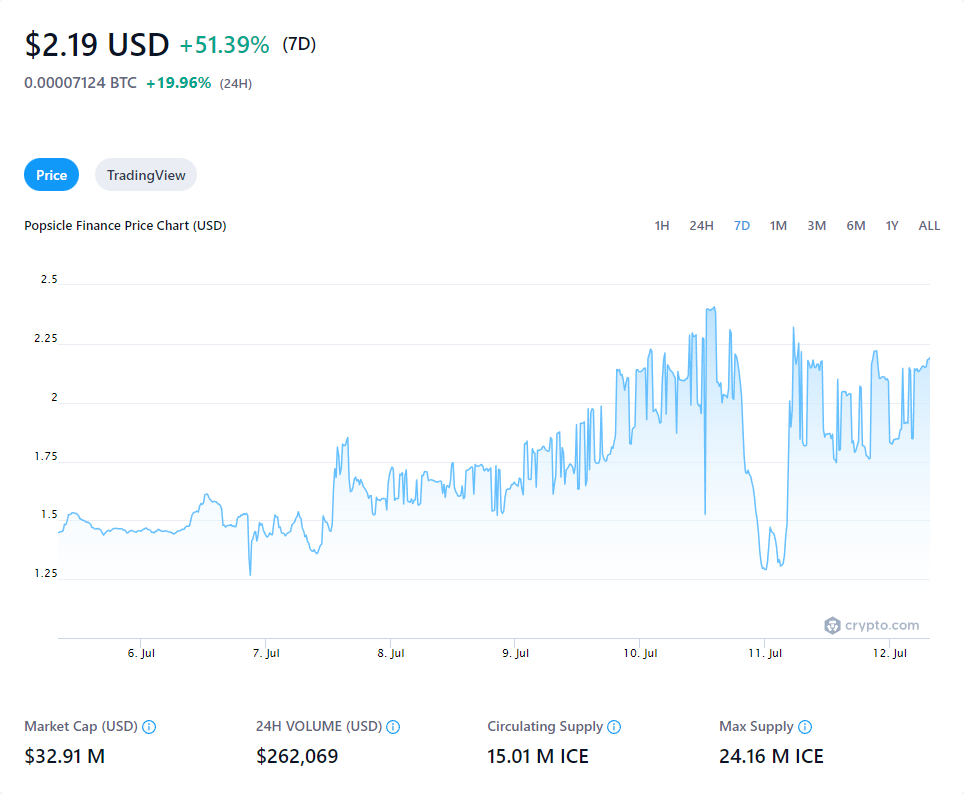 $2.19 USD +51.39% (7D)
0.00007124 BTC +19.96% (24H)
Price TradingView
Popsicle Finance Price Chart (USD) 1H 24H 7D 1M 3M 6M 1Y ALL
2.5
2.25
2
1.75
1.5
1.25
crypto.com
6. Jul 7. Jul 8. Jul 9. Jul 10. Jul 11. Jul 12. Jul
Market Cap (USD) 24H VOLUME (USD) Circulating Supply Max Supply
$32.91 M $262,069 15.01 M ICE 24.16 M ICE